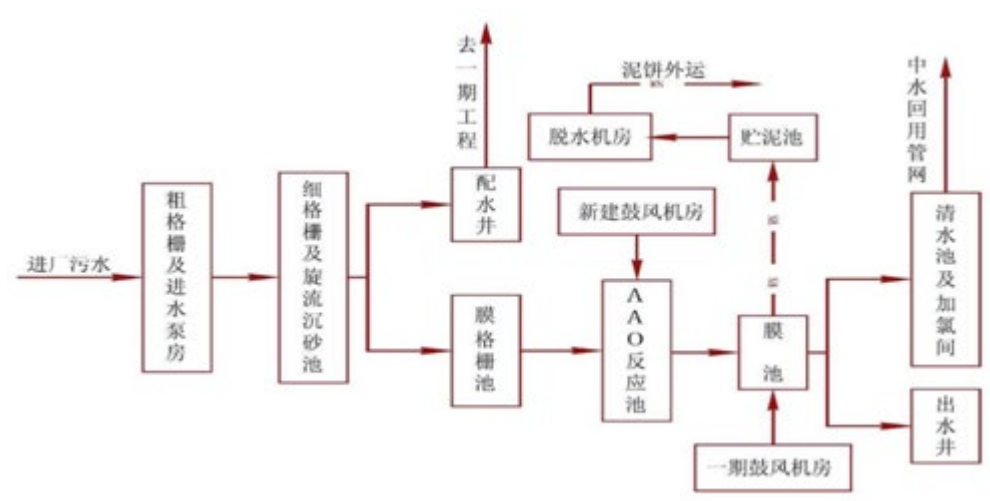 进厂污水
粗格栅及进水泵房
细格栅及旋流沉砂池
去一期工程
配水井
膜格栅池
新建鼓风机房
AAO反应池
泥饼外运
脱水机房
贮泥池
膜池
一期鼓风机房
中水回用管网
清水池及加氯间
出水井